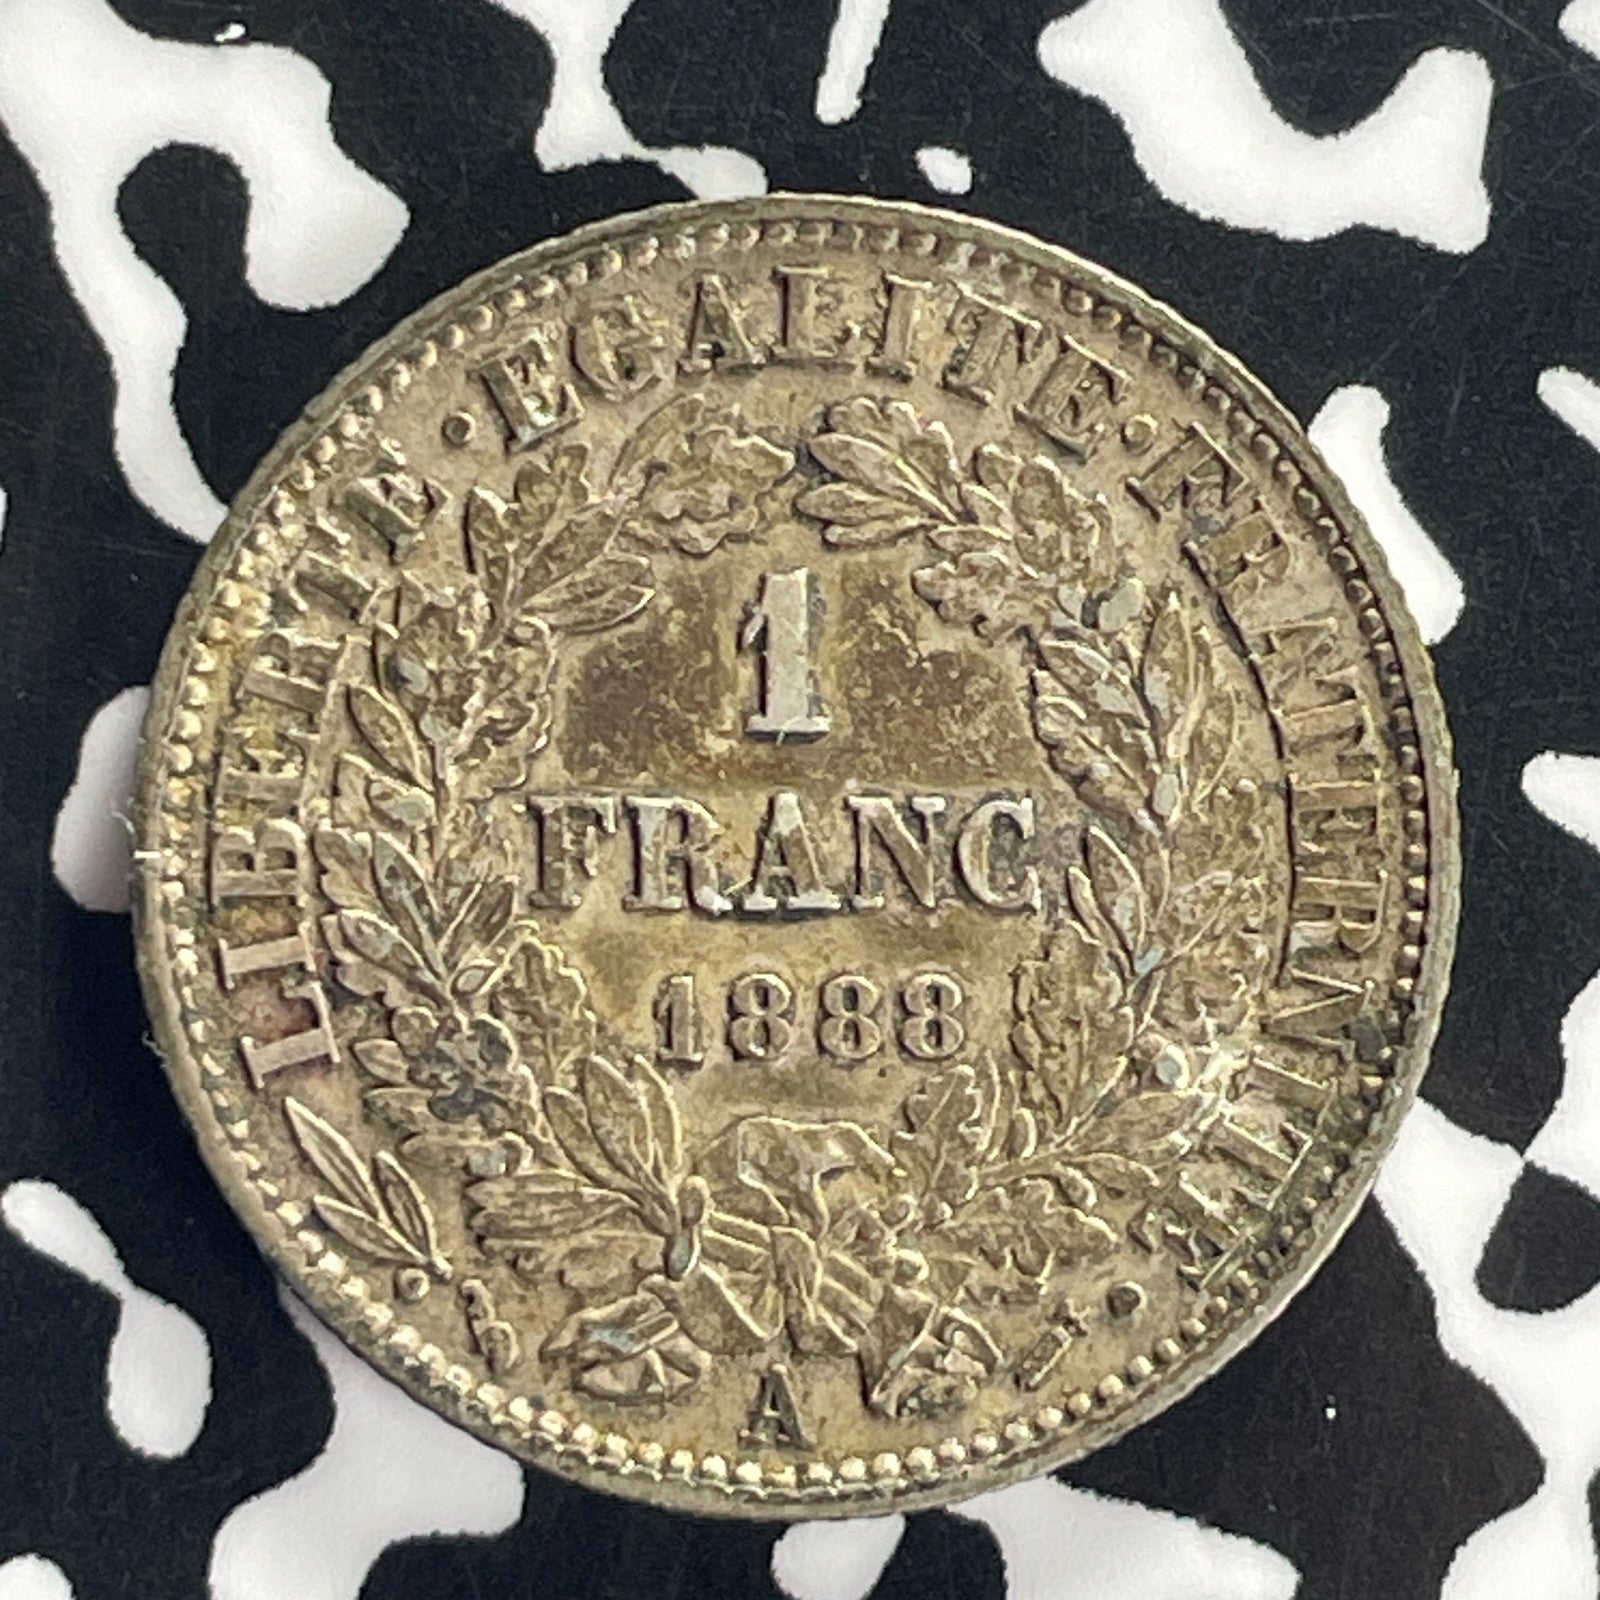 LIBERTE · EGALITE · FRATERNITE ·
1
FRANC
1888
A